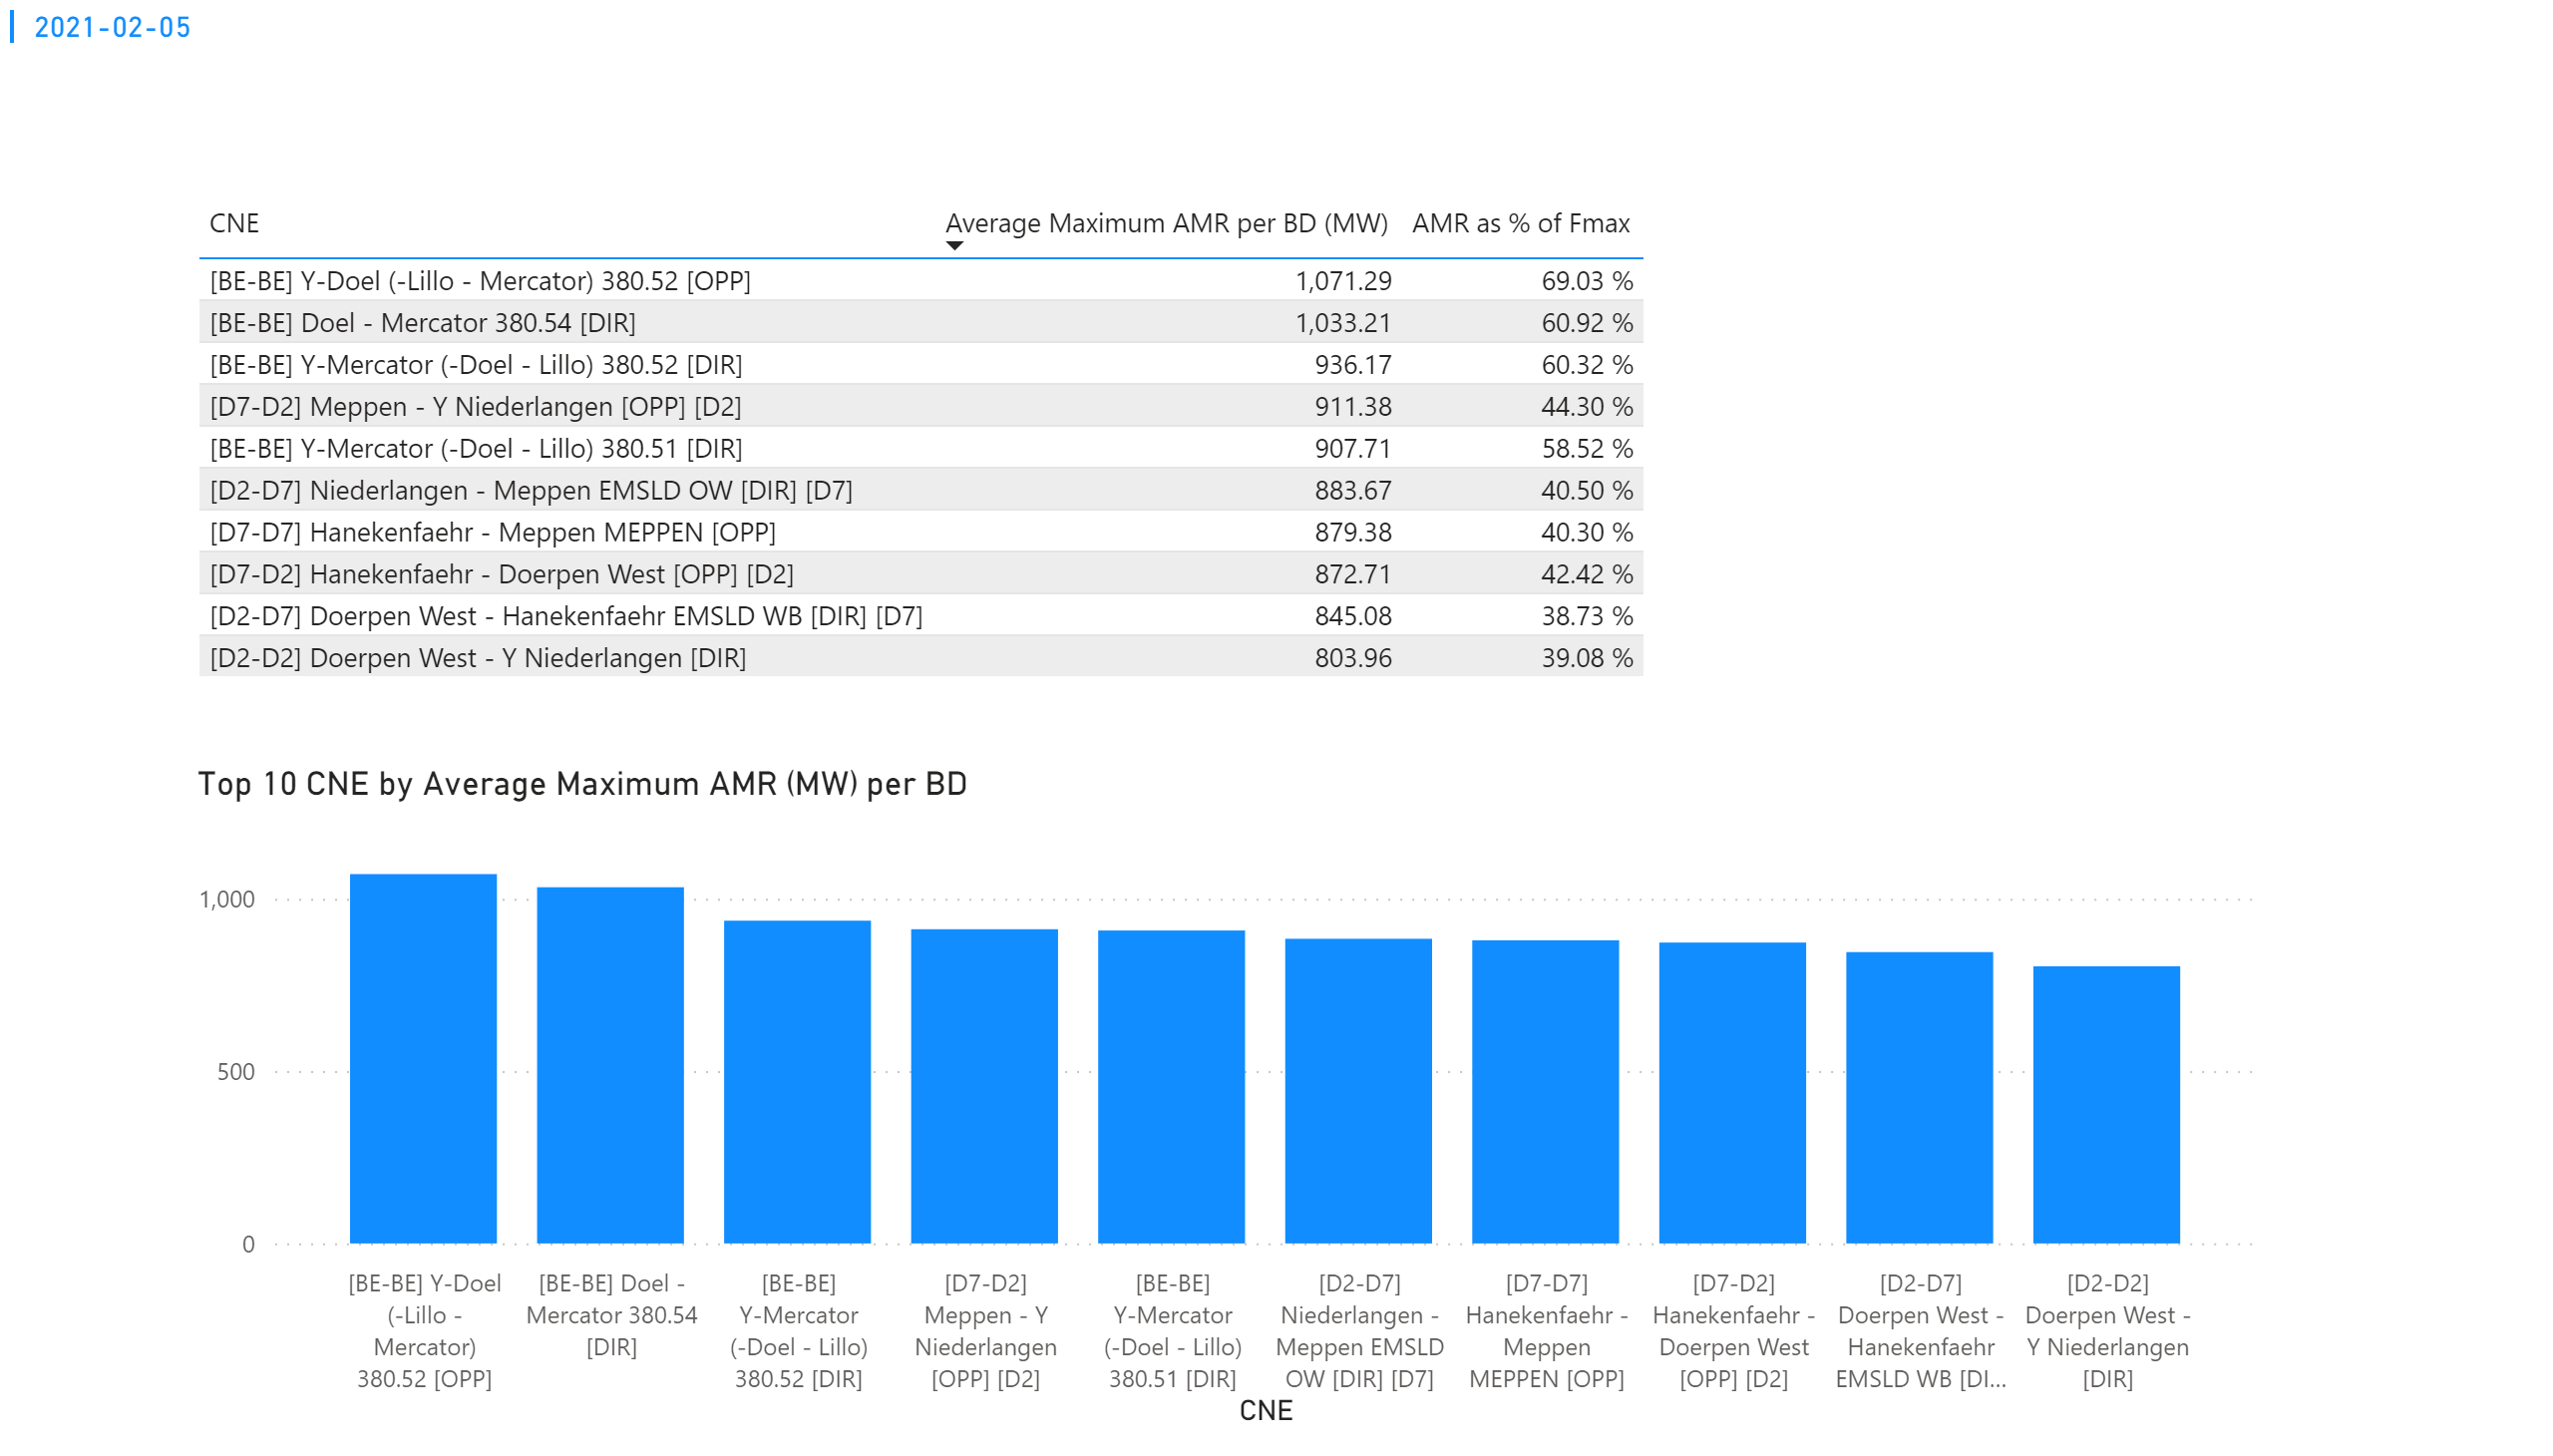 2021-02-05
CNE Average Maximum AMR per BD (MW) AMR as % of Fmax
[BE-BE] Y-Doel (-Lillo - Mercator) 380.52 [OPP] 1,071.29 69.03 %
[BE-BE] Doel - Mercator 380.54 [DIR] 1,033.21 60.92 %
[BE-BE] Y-Mercator (-Doel - Lillo) 380.52 [DIR] 936.17 60.32 %
[D7-D2] Meppen - Y Niederlangen [OPP] [D2] 911.38 44.30 %
[BE-BE] Y-Mercator (-Doel - Lillo) 380.51 [DIR] 907.71 58.52 %
[D2-D7] Niederlangen - Meppen EMSLD OW [DIR] [D7] 883.67 40.50 %
[D7-D7] Hanekenfaehr - Meppen MEPPEN [OPP] 879.38 40.30 %
[D7-D2] Hanekenfaehr - Doerpen West [OPP] [D2] 872.71 42.42 %
[D2-D7] Doerpen West - Hanekenfaehr EMSLD WB [DIR] [D7] 845.08 38.73 %
[D2-D2] Doerpen West - Y Niederlangen [DIR] 803.96 39.08 %
Top 10 CNE by Average Maximum AMR (MW) per BD
1,000
500
0
[BE-BE] Y-Doel
(-Lillo -
Mercator)
380.52 [OPP]
[BE-BE] Doel -
Mercator 380.54
[DIR]
[BE-BE]
Y-Mercator
(-Doel - Lillo)
380.52 [DIR]
[D7-D2]
Meppen - Y
Niederlangen
[OPP] [D2]
[BE-BE]
Y-Mercator
(-Doel - Lillo)
380.51 [DIR]
[D2-D7]
Niederlangen -
Meppen EMSLD
OW [DIR] [D7]
[D7-D7]
Hanekenfaehr -
Meppen
MEPPEN [OPP]
[D7-D2]
Hanekenfaehr -
Doerpen West
[OPP] [D2]
[D2-D7]
Doerpen West -
Hanekenfaehr
EMSLD WB [DI...
[D2-D2]
Doerpen West -
Y Niederlangen
[DIR]
CNE